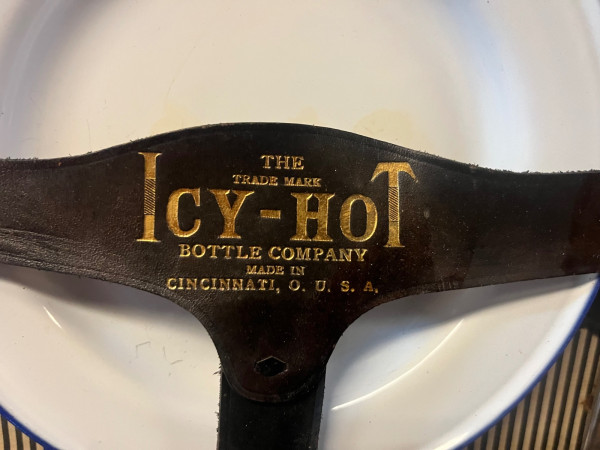 THE
TRADE MARK
ICY-HOT
BOTTLE COMPANY
MADE IN
CINCINNATI, O. U. S. A,